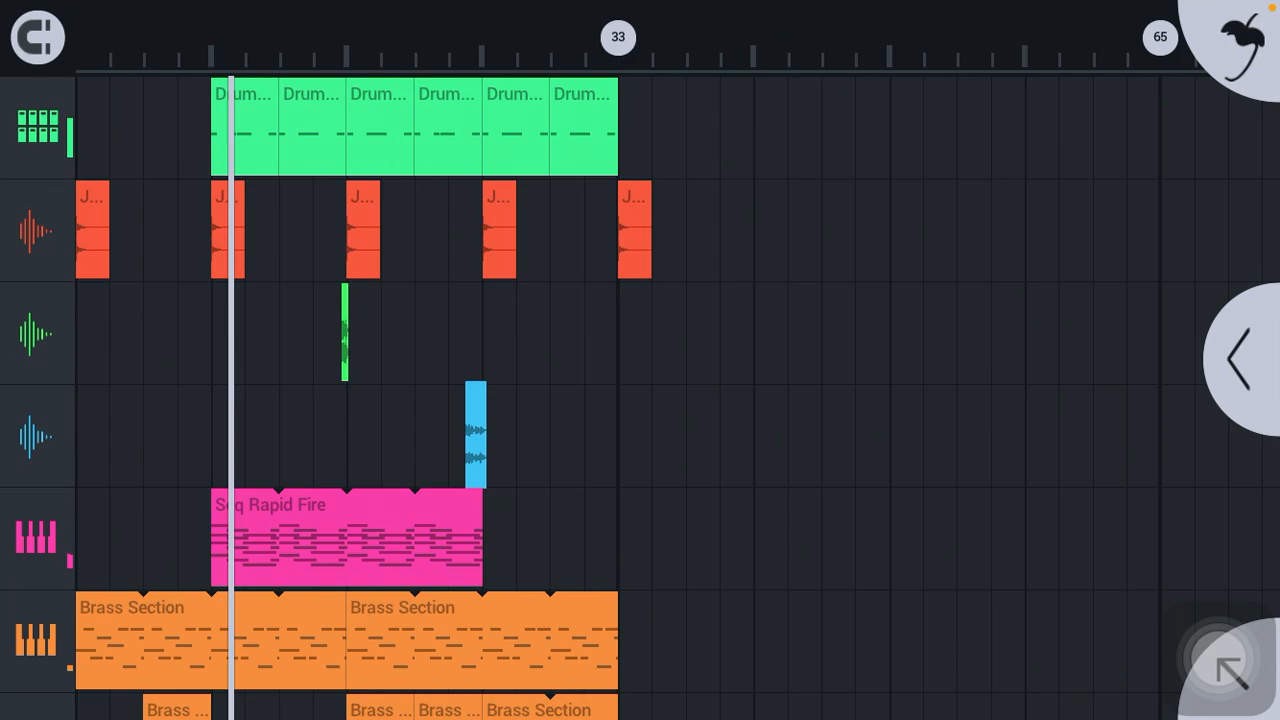 33
65
Drum... Drum... Drum... Drum... Drum... Drum...
J... J... J... J... J...
Seq Rapid Fire
Brass Section Brass Section
Brass ... Brass ... Brass ... Brass Section